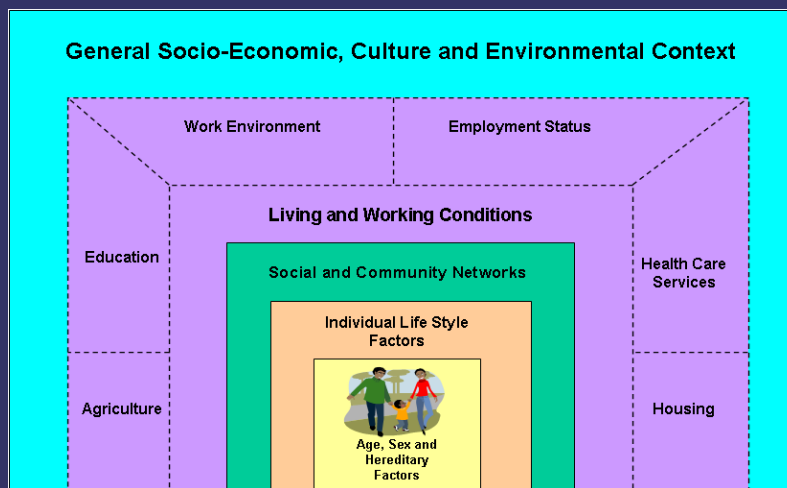 General Socio-Economic, Culture and Environmental Context
Work Environment
Employment Status
Living and Working Conditions
Education
Health Care
Services
Social and Community Networks
Individual Life Style
Factors
Agriculture
Housing
Age, Sex and
Hereditary
Factors